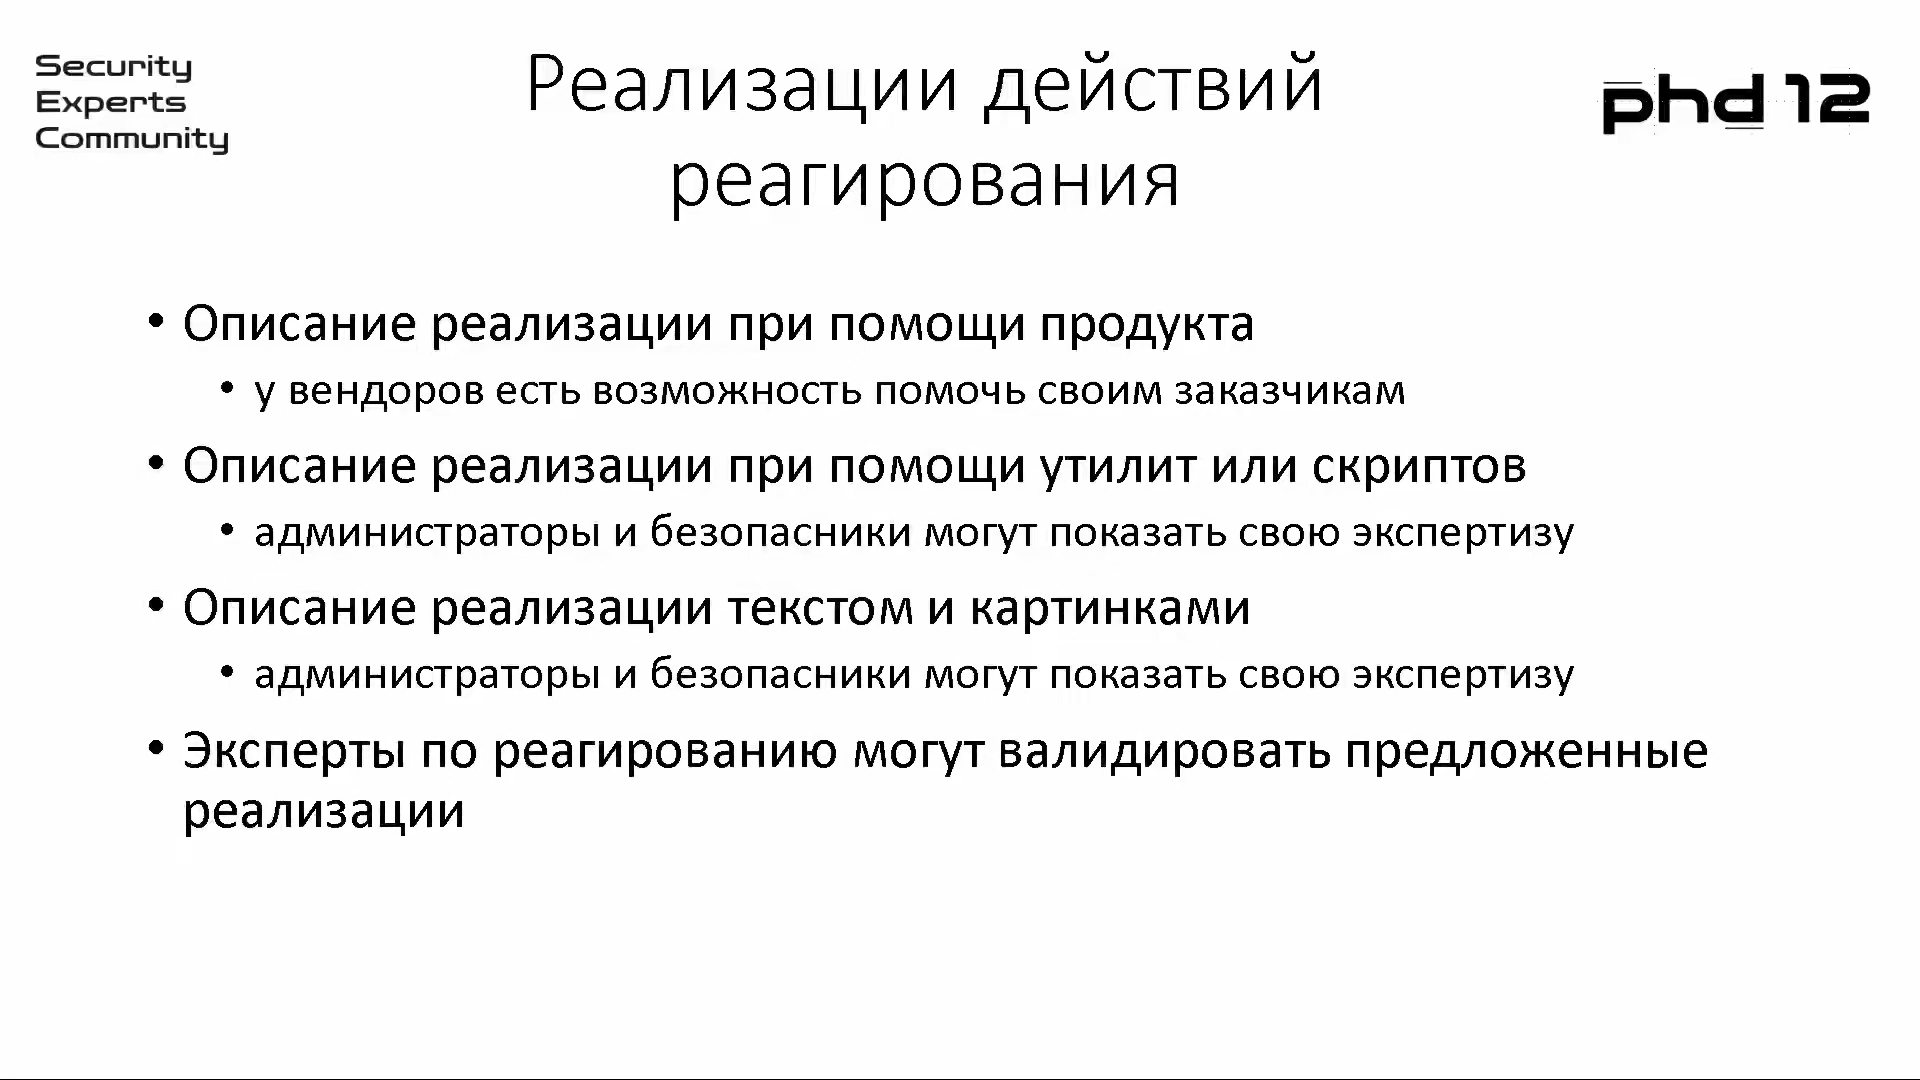 Security
Experts
Community
Реализации действий
реагирования
phd 12
• Описание реализации при помощи продукта
• у вендоров есть возможность помочь своим заказчикам
• Описание реализации при помощи утилит или скриптов
• администраторы и безопасники могут показать свою экспертизу
• Описание реализации текстом и картинками
• администраторы и безопасники могут показать свою экспертизу
• Эксперты по реагированию могут валидировать предложенные
реализации